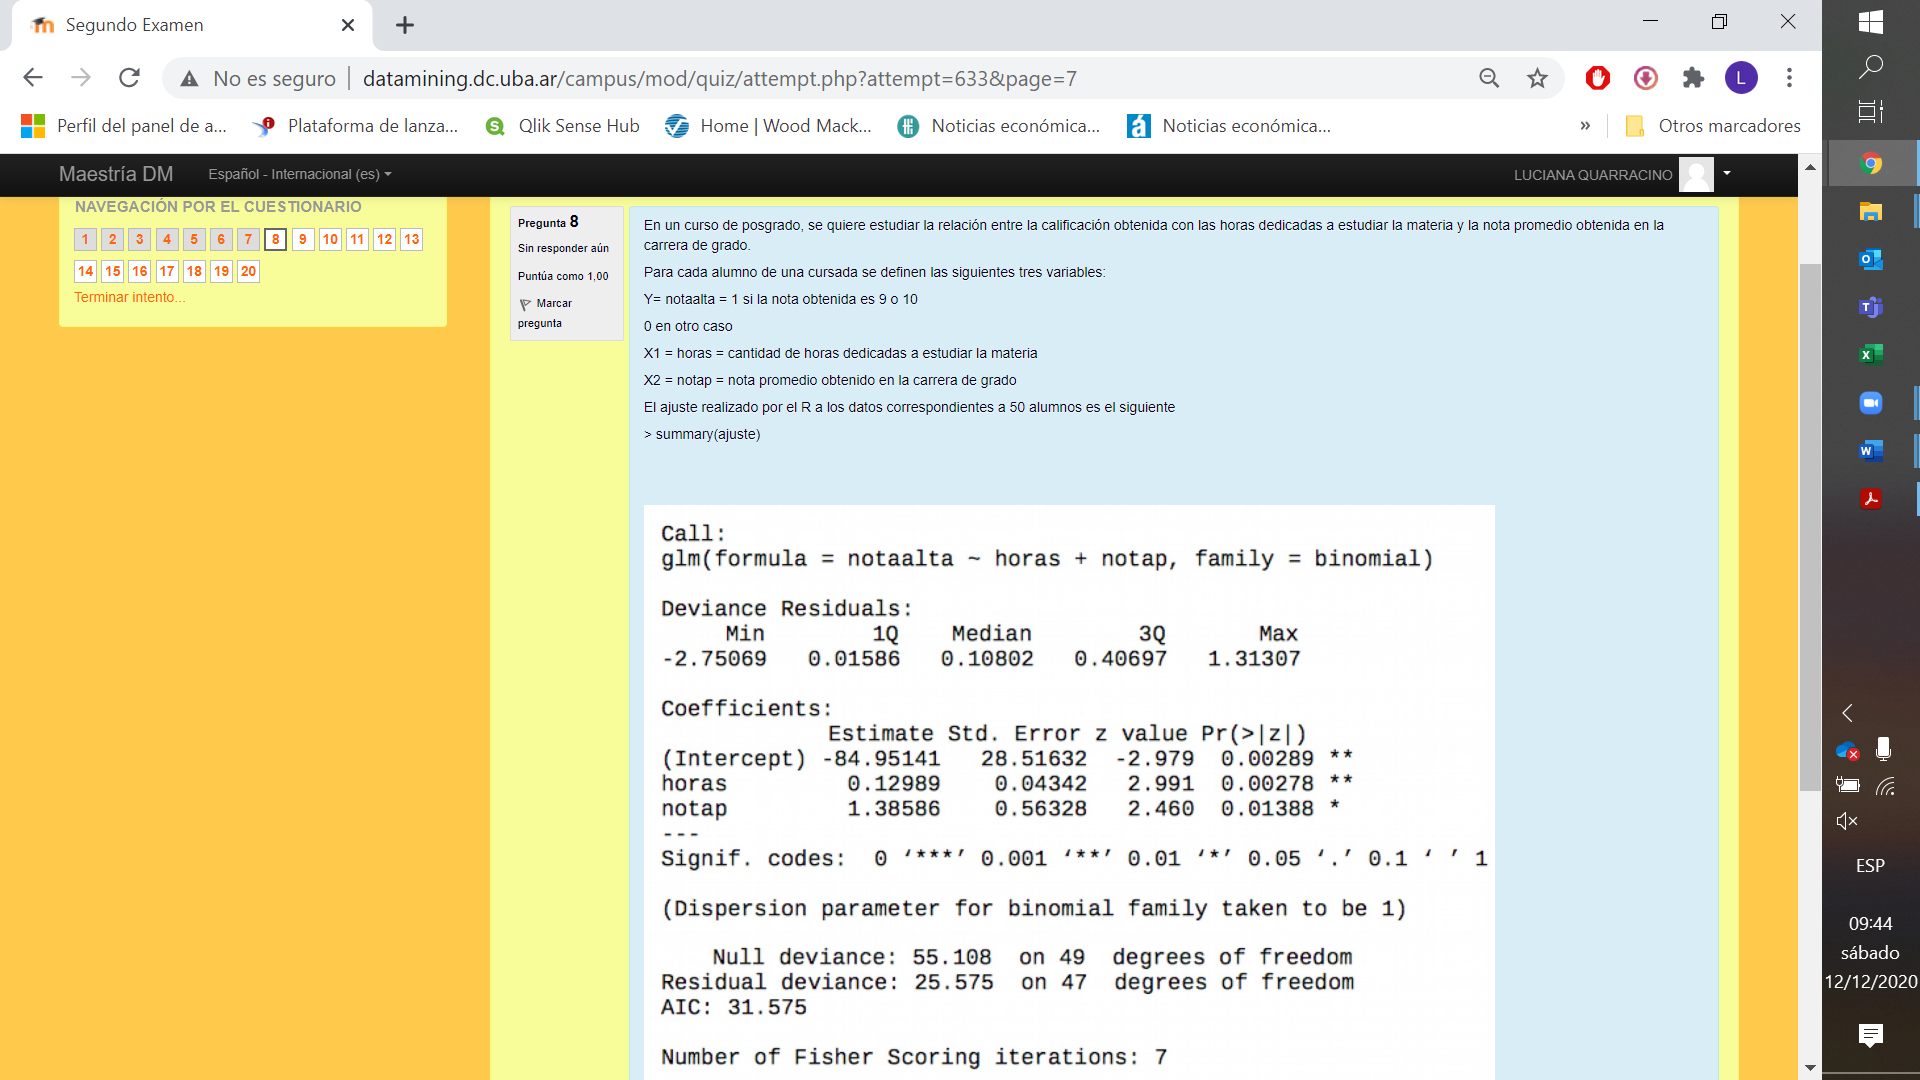 Segundo Examen
No es seguro
datamining.dc.uba.ar/campus/mod/quiz/attempt.php?attempt=633&page=7
L
Perfil del panel de a...
Plataforma de lanza...
Qlik Sense Hub
Home | Wood Mack...
Noticias económica...
Noticias económica...
»
Otros marcadores
Maestría DM
Español - Internacional (es)
LUCIANA QUARRACINO
NAVEGACIÓN POR EL CUESTIONARIO
1 2 3 4 5 6 7 8 9 10 11 12 13
14 15 16 17 18 19 20
Terminar intento...
Pregunta 8
Sin responder aún
Puntúa como 1,00
Marcar
pregunta
En un curso de posgrado, se quiere estudiar la relación entre la calificación obtenida con las horas dedicadas a estudiar la materia y la nota promedio obtenida en la
carrera de grado.
Para cada alumno de una cursada se definen las siguientes tres variables:
Y= notaalta = 1 si la nota obtenida es 9 o 10
0 en otro caso
X1 = horas = cantidad de horas dedicadas a estudiar la materia
X2 = notap = nota promedio obtenido en la carrera de grado
El ajuste realizado por el R a los datos correspondientes a 50 alumnos es el siguiente
> summary(ajuste)
Call:
glm(formula = notaalta ~ horas + notap, family = binomial)
Deviance Residuals:
Min 1Q Median 3Q Max
-2.75069 0.01586 0.10802 0.40697 1.31307
Coefficients:
Estimate Std. Error z value Pr(>|z|)
(Intercept) -84.95141 28.51632 -2.979 0.00289 **
horas 0.12989 0.04342 2.991 0.00278 **
notap 1.38586 0.56328 2.460 0.01388 *
---
Signif. codes: 0 ‘***’ 0.001 ‘**’ 0.01 ‘*’ 0.05 ‘.’ 0.1 ‘ ’ 1
(Dispersion parameter for binomial family taken to be 1)
Null deviance: 55.108 on 49 degrees of freedom
Residual deviance: 25.575 on 47 degrees of freedom
AIC: 31.575
Number of Fisher Scoring iterations: 7
ESP
09:44
sábado
12/12/2020